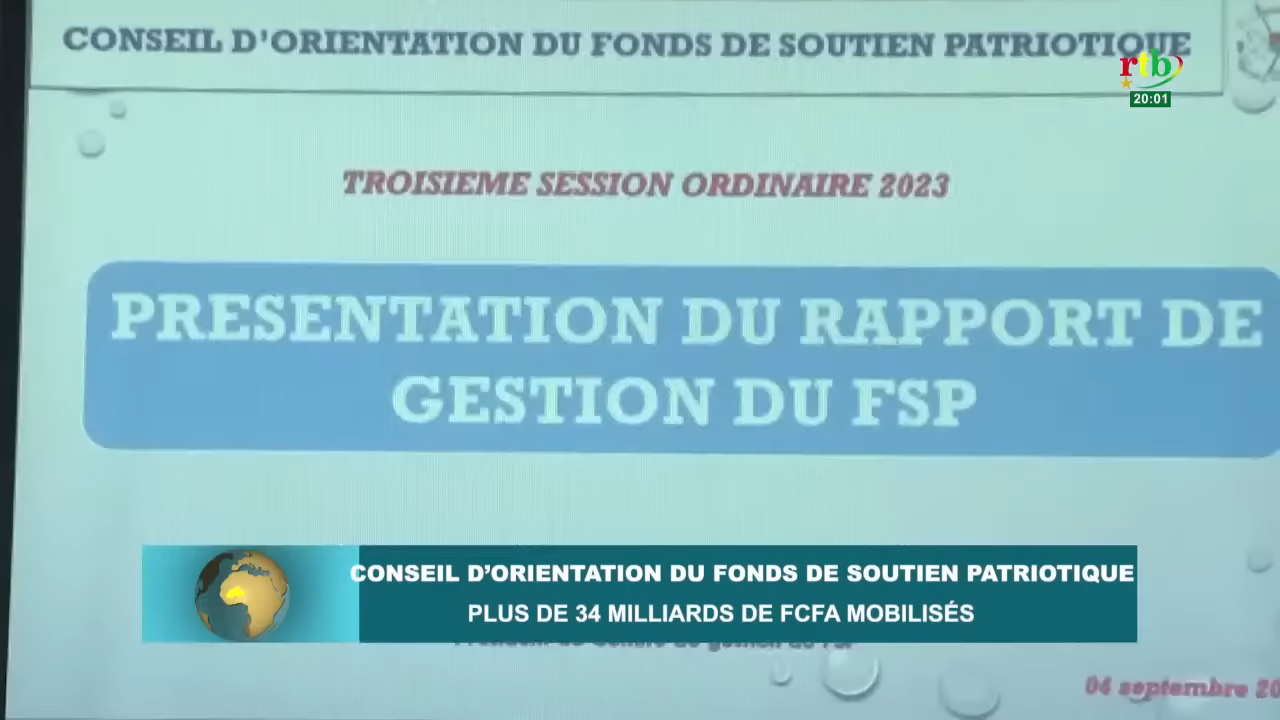 CONSEIL D'ORIENTATION DU FONDS DE SOUTIEN PATRIOTIQUE
rtb
20:01
TROISIEME SESSION ORDINAIRE 2023
PRESENTATION DU RAPPORT DE
GESTION DU FSP
CONSEIL D'ORIENTATION DU FONDS DE SOUTIEN PATRIOTIQUE
PLUS DE 34 MILLIARDS DE FCFA MOBILISÉS
04 septembre 20